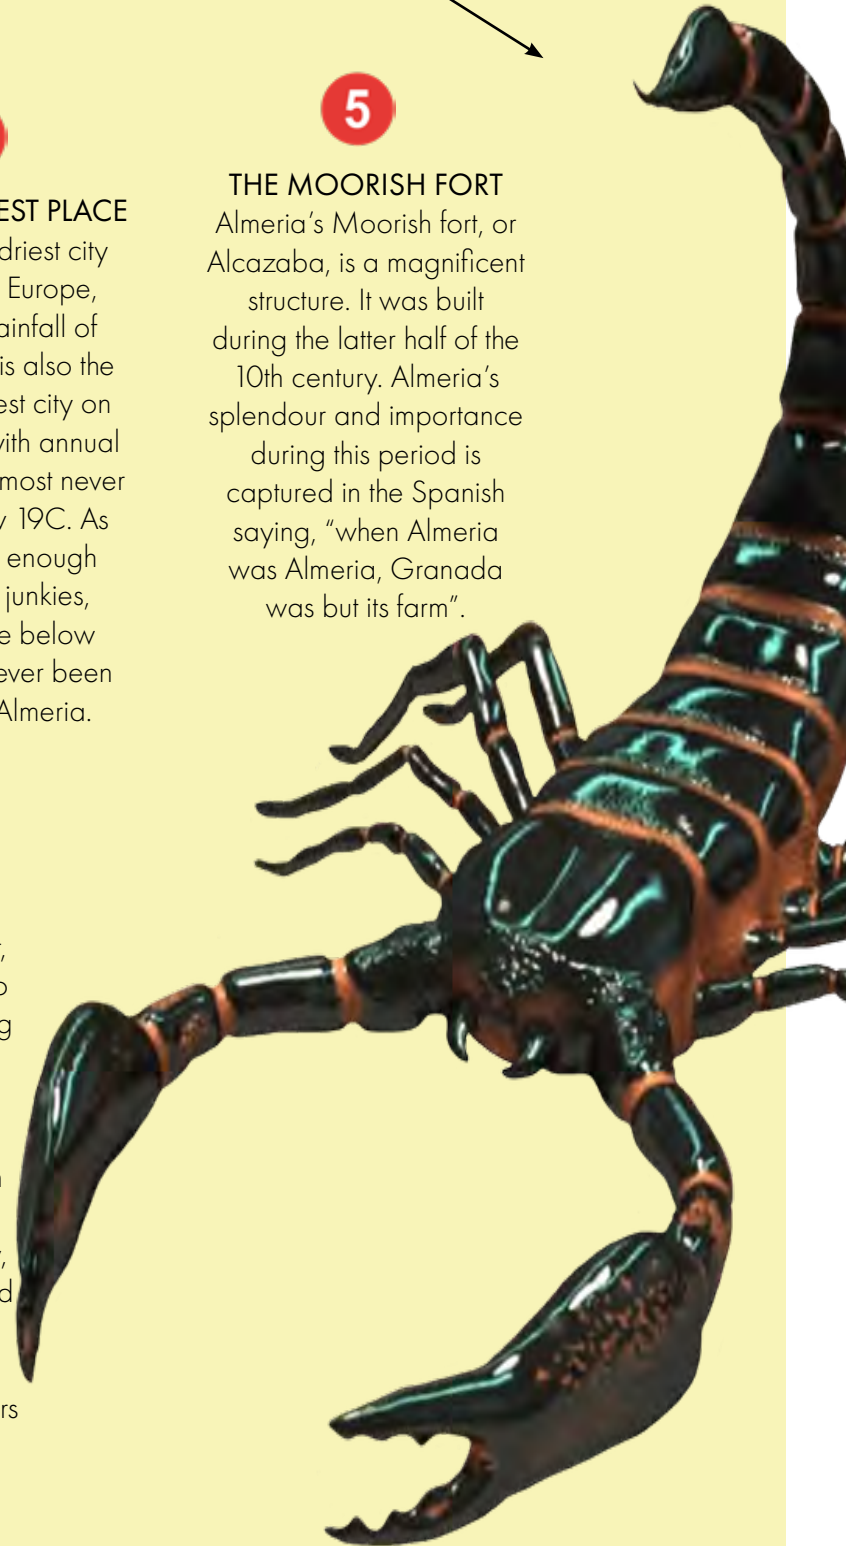 EST PLACE
driest city
Europe,
ainfall of
is also the
est city on
vith annual
most never
y 19C. As
enough
junkies,
e below
ever been
Almeria.
,
o
g
,
d
rs
5
THE MOORISH FORT
Almeria’s Moorish fort, or
Alcazaba, is a magnificent
structure. It was built
during the latter half of the
10th century. Almeria’s
splendour and importance
during this period is
captured in the Spanish
saying, “when Almeria
was Almeria, Granada
was but its farm”.